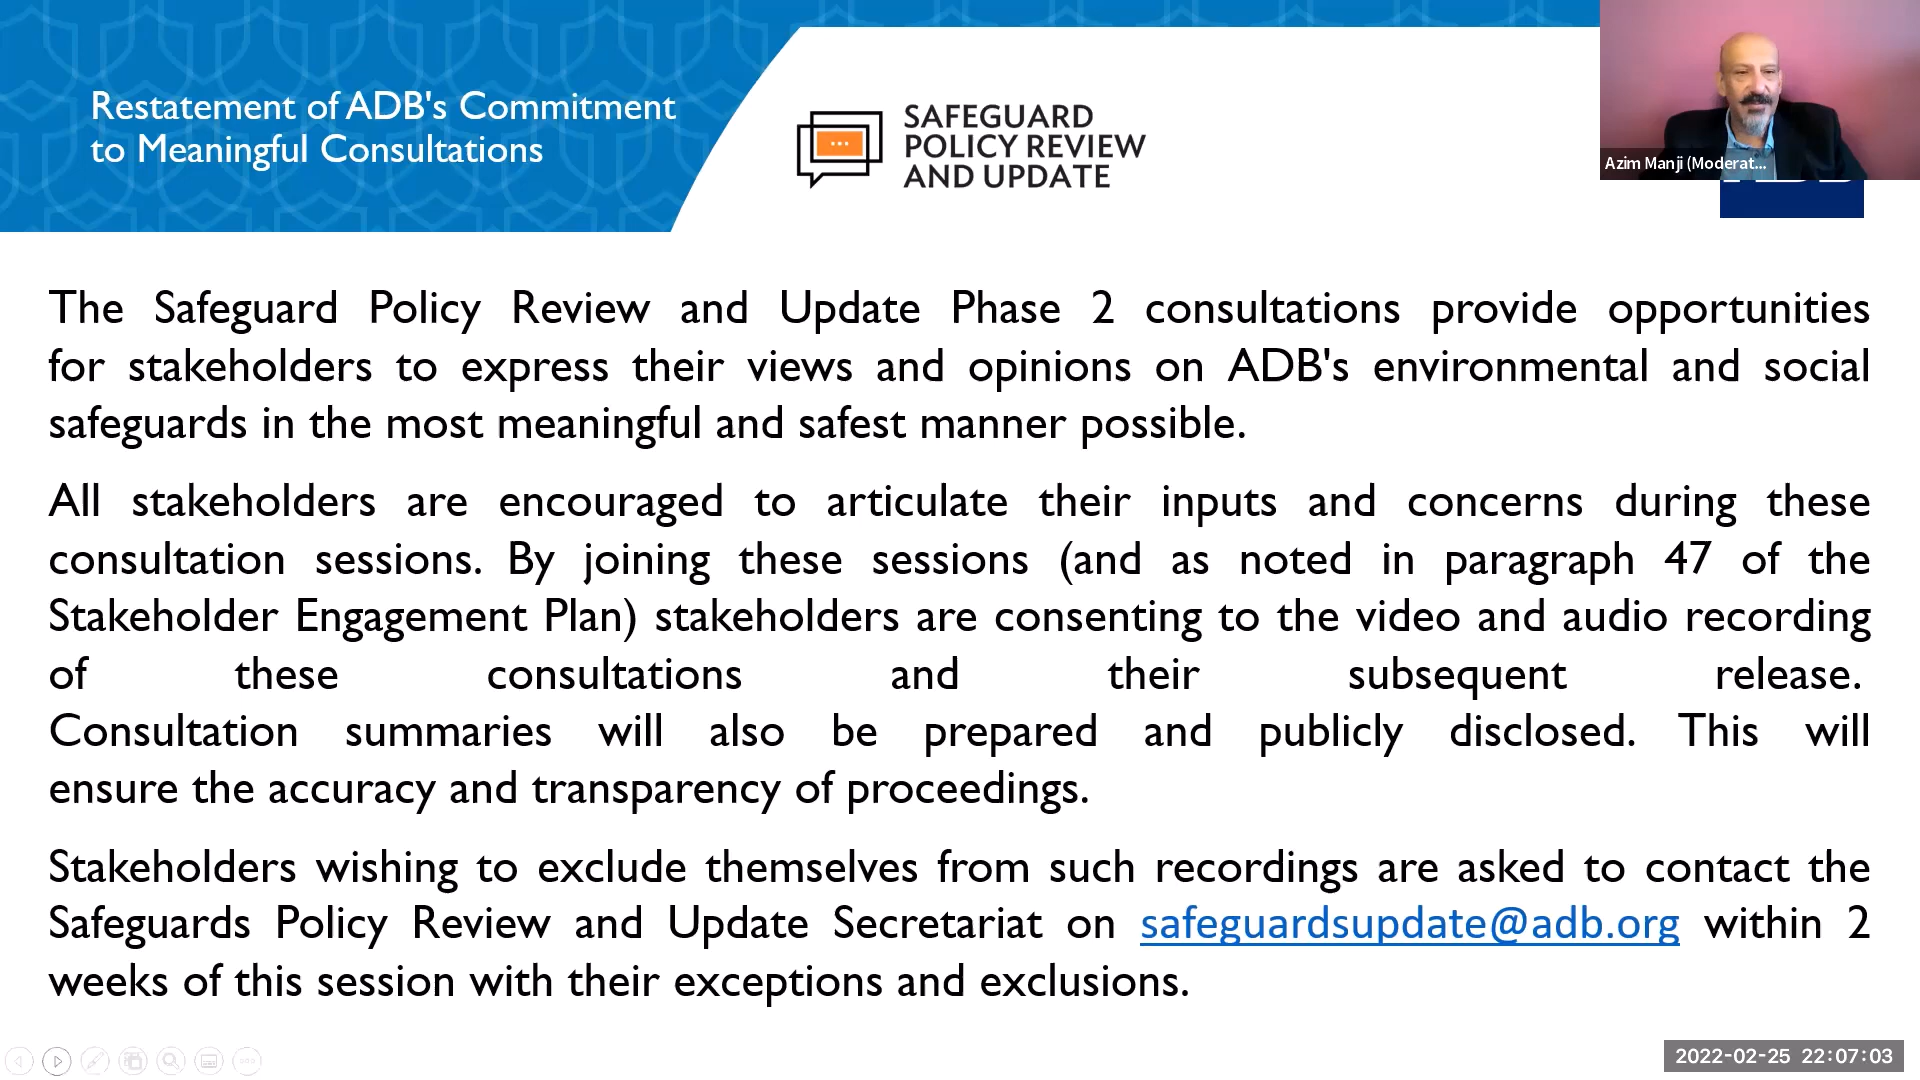 Restatement of ADB's Commitment
to Meaningful Consultations
SAFEGUARD
POLICY REVIEW
AND UPDATE
Azim Manji (Moderat...
The Safeguard Policy Review and Update Phase 2 consultations provide opportunities
for stakeholders to express their views and opinions on ADB's environmental and social
safeguards in the most meaningful and safest manner possible.
All stakeholders are encouraged to articulate their inputs and concerns during these
consultation sessions. By joining these sessions (and as noted in paragraph 47 of the
Stakeholder Engagement Plan) stakeholders are consenting to the video and audio recording
of these consultations and their subsequent release.
Consultation summaries will also be prepared and publicly disclosed. This will
ensure the accuracy and transparency of proceedings.
Stakeholders wishing to exclude themselves from such recordings are asked to contact the
Safeguards Policy Review and Update Secretariat on safeguardsupdate@adb.org within 2
weeks of this session with their exceptions and exclusions.
2022-02-25 22:07:03